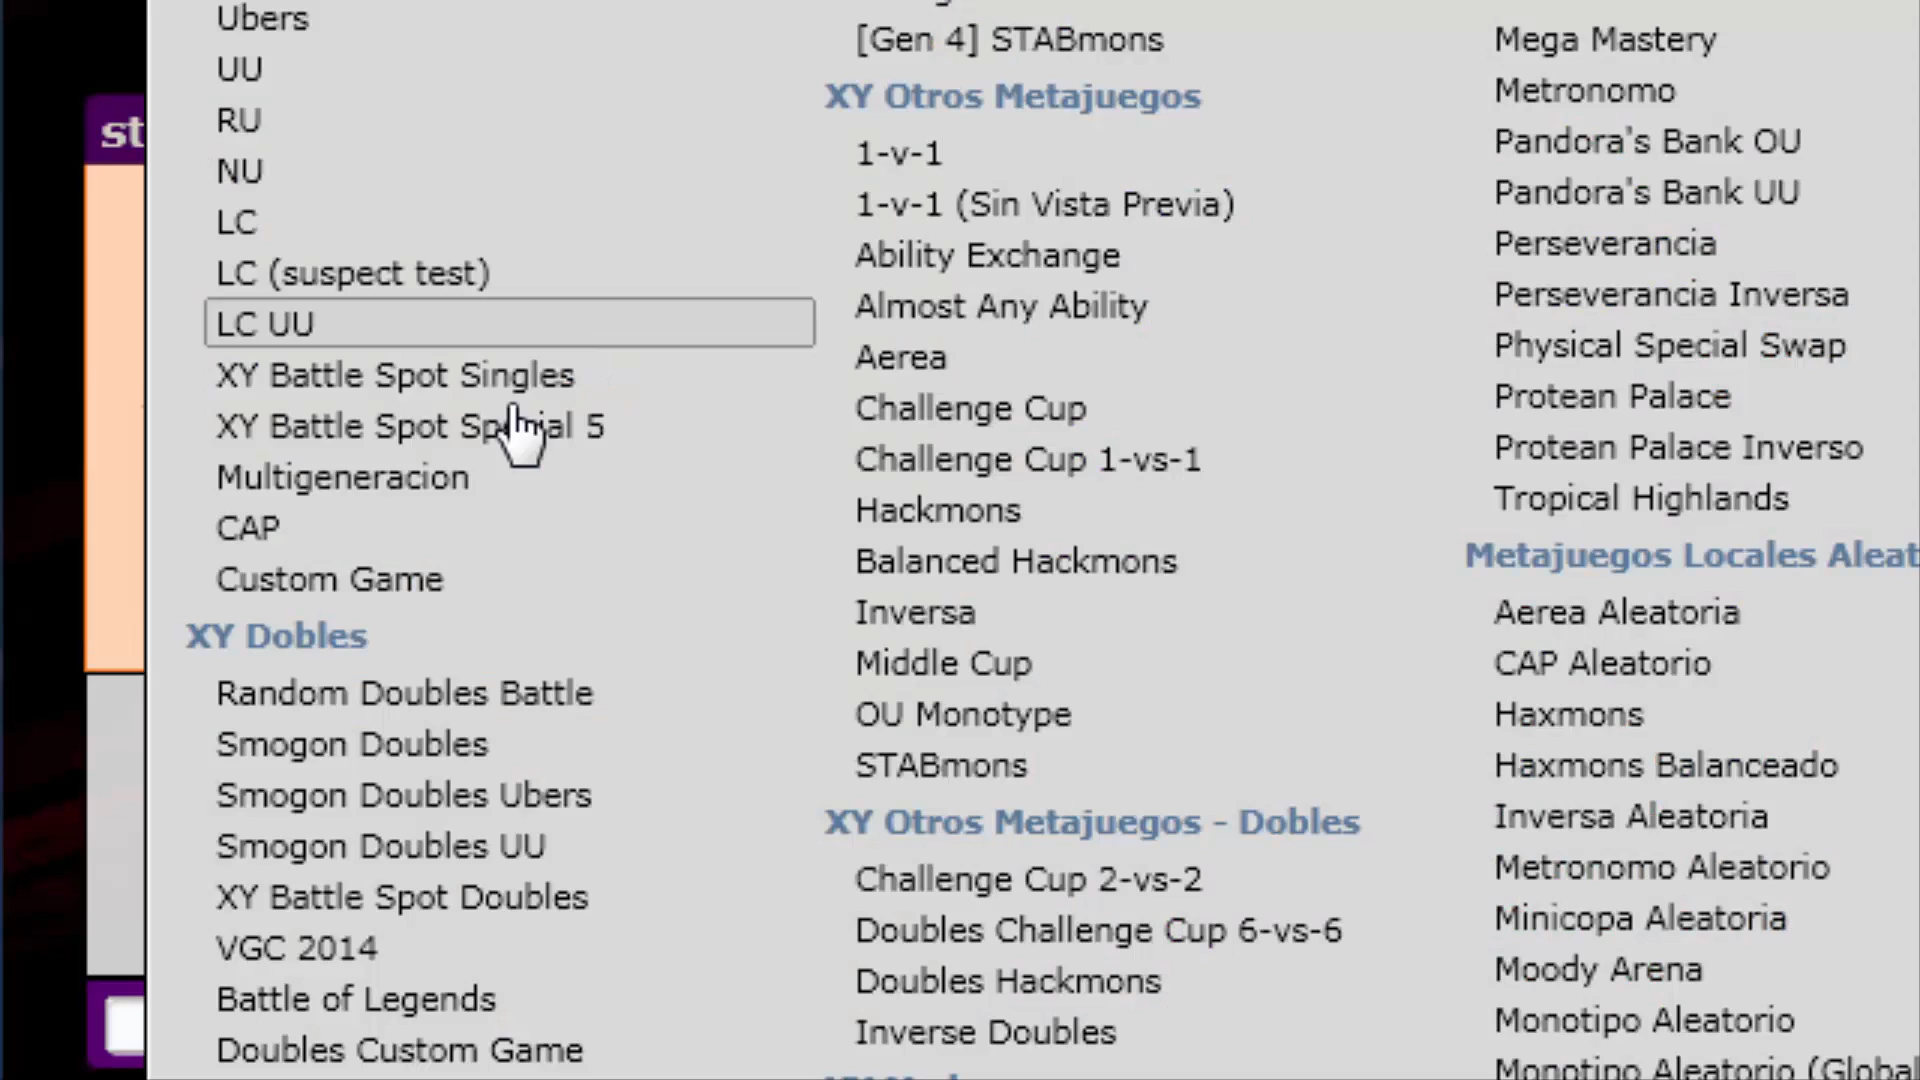 st
Ubers
UU
RU
NU
LC
LC (suspect test)
LC UU
XY Battle Spot Singles
XY Battle Spot Special 5
Multigeneracion
CAP
Custom Game
XY Dobles
Random Doubles Battle
Smogon Doubles
Smogon Doubles Ubers
Smogon Doubles UU
XY Battle Spot Doubles
VGC 2014
Battle of Legends
Doubles Custom Game
[Gen 4] STABmons
XY Otros Metajuegos
1-v-1
1-v-1 (Sin Vista Previa)
Ability Exchange
Almost Any Ability
Aerea
Challenge Cup
Challenge Cup 1-vs-1
Hackmons
Balanced Hackmons
Inversa
Middle Cup
OU Monotype
STABmons
XY Otros Metajuegos - Dobles
Challenge Cup 2-vs-2
Doubles Challenge Cup 6-vs-6
Doubles Hackmons
Inverse Doubles
Mega Mastery
Metronomo
Pandora's Bank OU
Pandora's Bank UU
Perseverancia
Perseverancia Inversa
Physical Special Swap
Protean Palace
Protean Palace Inverso
Tropical Highlands
Metajuegos Locales Aleat
Aerea Aleatoria
CAP Aleatorio
Haxmons
Haxmons Balanceado
Inversa Aleatoria
Metronomo Aleatorio
Minicopa Aleatoria
Moody Arena
Monotipo Aleatorio
Monotipo Aleatorio (Global